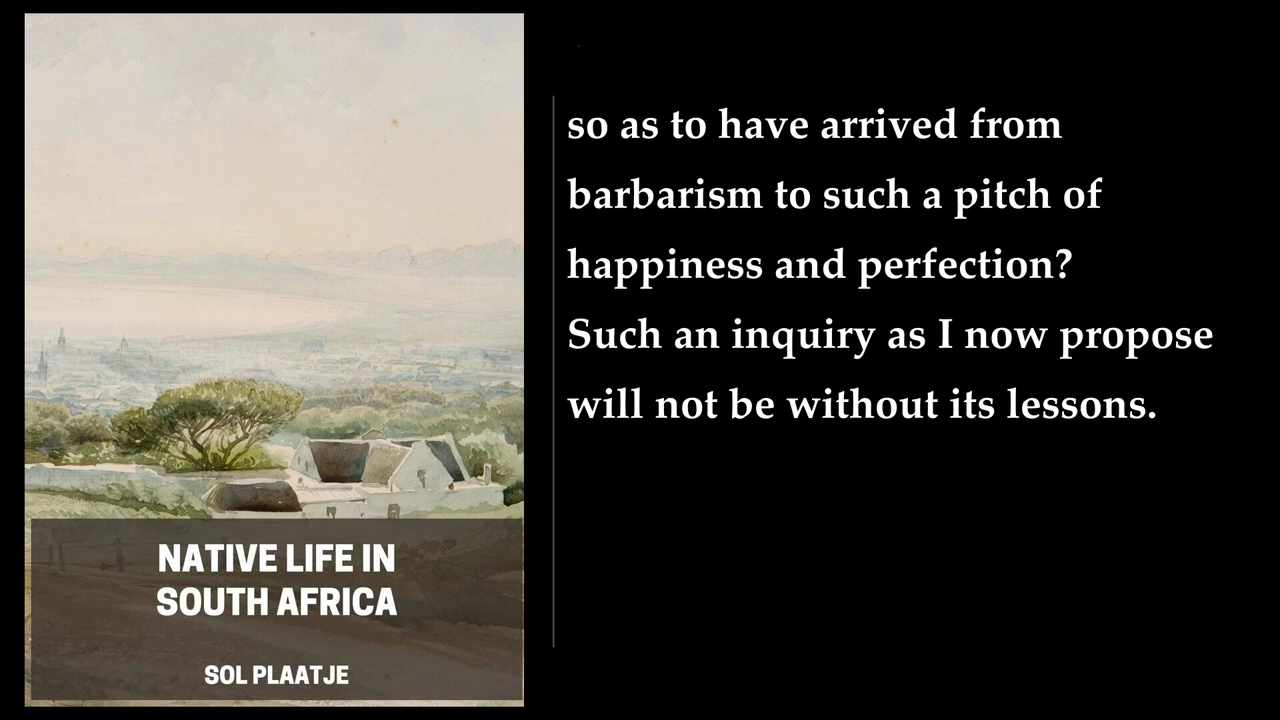 NATIVE LIFE IN
SOUTH AFRICA
SOL PLAATJE
so as to have arrived from
barbarism to such a pitch of
happiness and perfection?
Such an inquiry as I now propose
will not be without its lessons.